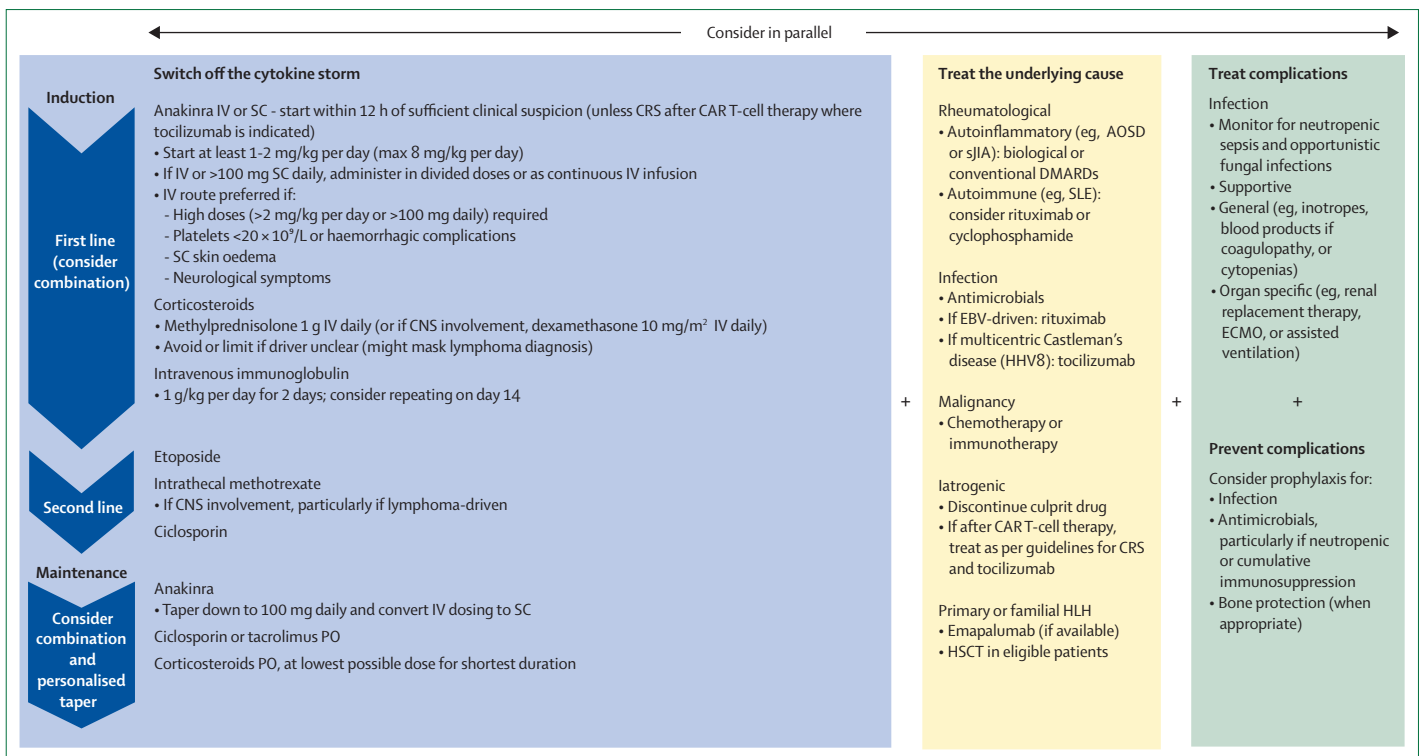 Consider in parallel
Switch off the cytokine storm
Induction
Anakinra IV or SC - start within 12 h of sufficient clinical suspicion (unless CRS after CAR T-cell therapy where
tocilizumab is indicated)
• Start at least 1-2 mg/kg per day (max 8 mg/kg per day)
• If IV or >100 mg SC daily, administer in divided doses or as continuous IV infusion
• IV route preferred if:
- High doses (>2 mg/kg per day or >100 mg daily) required
- Platelets <20 × 10⁹/L or haemorrhagic complications
- SC skin oedema
- Neurological symptoms
First line
(consider
combination)
Corticosteroids
• Methylprednisolone 1 g IV daily (or if CNS involvement, dexamethasone 10 mg/m² IV daily)
• Avoid or limit if driver unclear (might mask lymphoma diagnosis)
Intravenous immunoglobulin
• 1 g/kg per day for 2 days; consider repeating on day 14
Second line
Etoposide
Intrathecal methotrexate
• If CNS involvement, particularly if lymphoma-driven
Ciclosporin
Maintenance
Consider
combination
and
personalised
taper
Anakinra
• Taper down to 100 mg daily and convert IV dosing to SC
Ciclosporin or tacrolimus PO
Corticosteroids PO, at lowest possible dose for shortest duration
+
Treat the underlying cause
Rheumatological
• Autoinflammatory (eg, AOSD
or sJIA): biological or
conventional DMARDs
• Autoimmune (eg, SLE):
consider rituximab or
cyclophosphamide
Infection
• Antimicrobials
• If EBV-driven: rituximab
• If multicentric Castleman's
disease (HHV8): tocilizumab
Malignancy
• Chemotherapy or
immunotherapy
Iatrogenic
• Discontinue culprit drug
• If after CAR T-cell therapy,
treat as per guidelines for CRS
and tocilizumab
Primary or familial HLH
• Emapalumab (if available)
• HSCT in eligible patients
+
Treat complications
Infection
• Monitor for neutropenic
sepsis and opportunistic
fungal infections
• Supportive
• General (eg, inotropes,
blood products if
coagulopathy, or
cytopenias)
• Organ specific (eg, renal
replacement therapy,
ECMO, or assisted
ventilation)
+
Prevent complications
Consider prophylaxis for:
• Infection
• Antimicrobials,
particularly if neutropenic
or cumulative
immunosuppression
• Bone protection (when
appropriate)